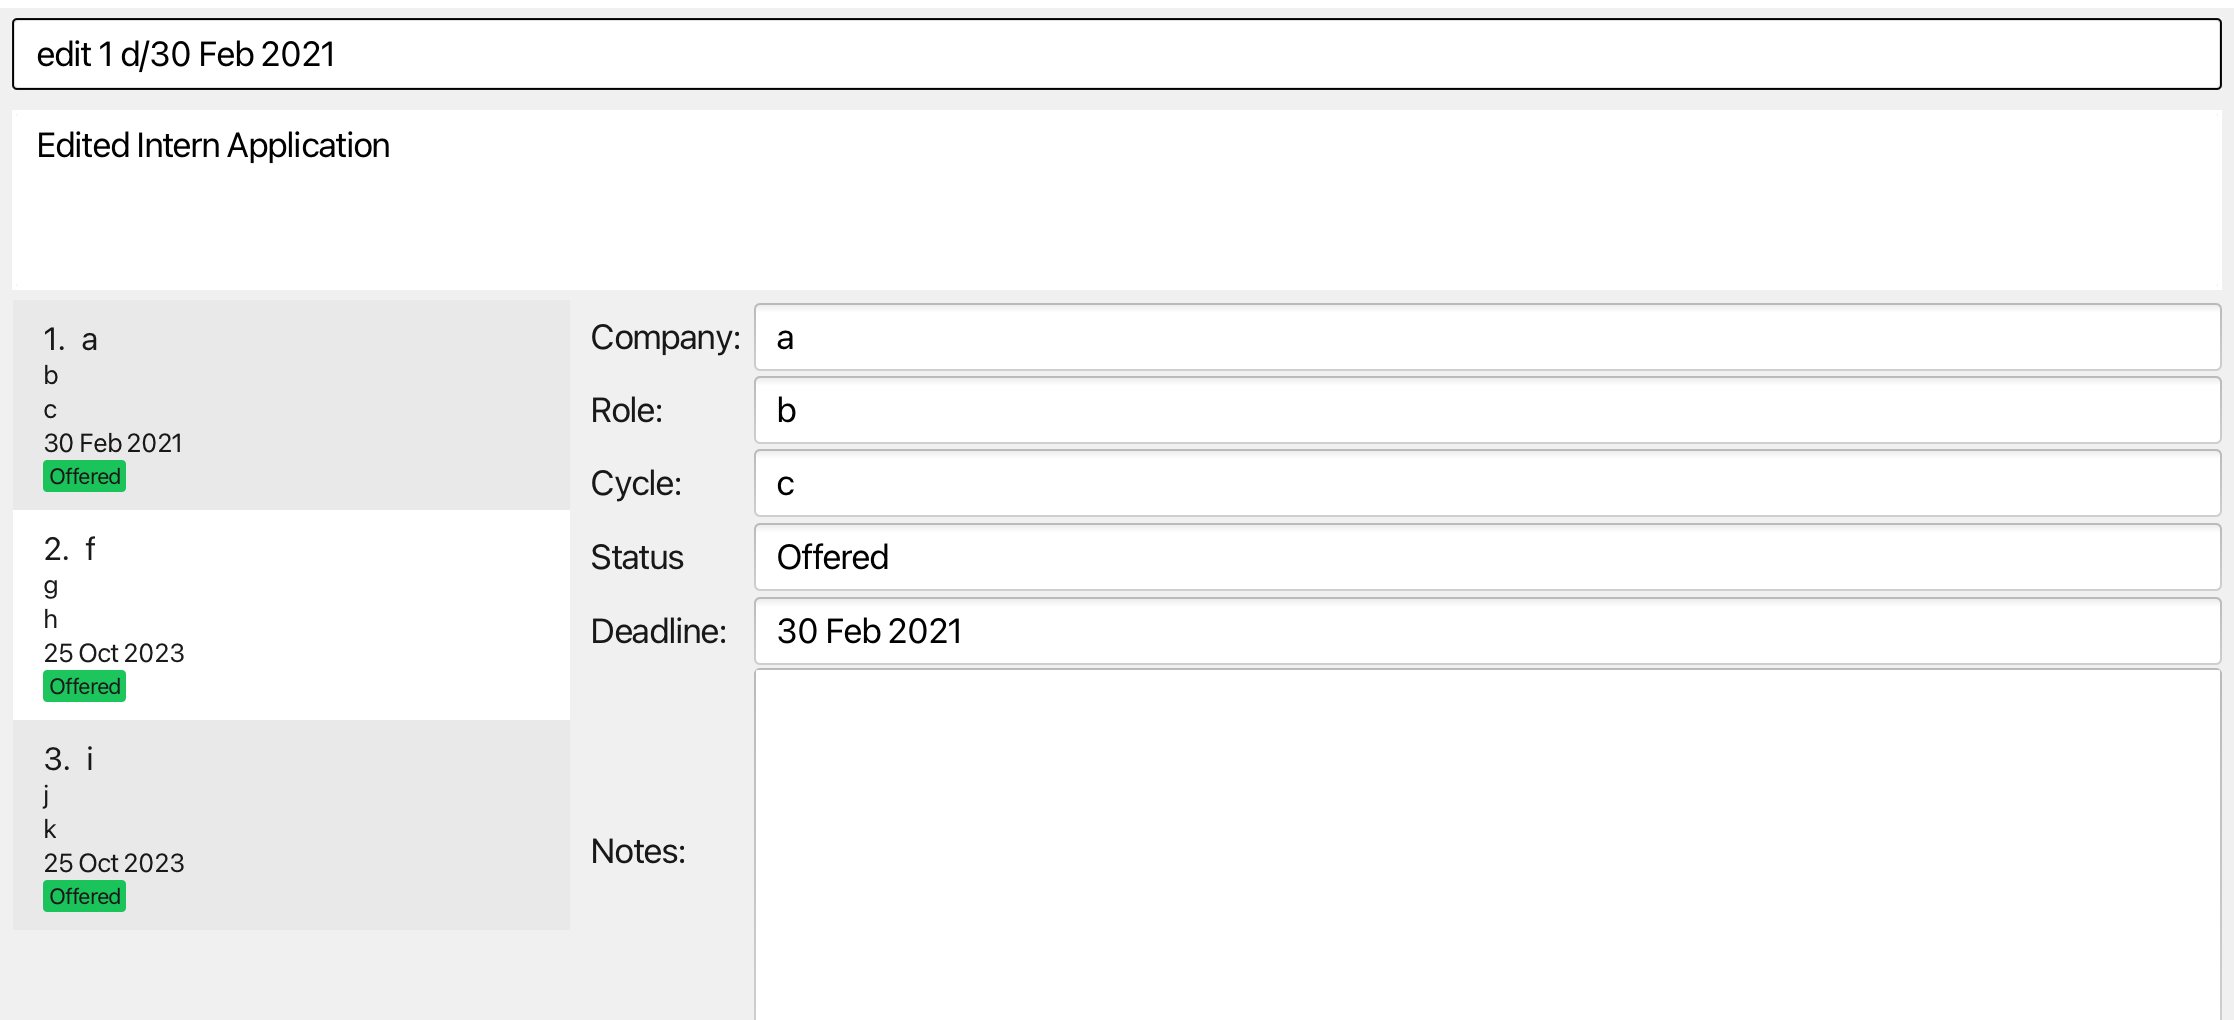 edit 1 d/30 Feb 2021
Edited Intern Application
1. a
b
c
30 Feb 2021
Offered
2. f
g
h
25 Oct 2023
Offered
3. i
j
k
25 Oct 2023
Offered
Company: a
Role: b
Cycle: c
Status Offered
Deadline: 30 Feb 2021
Notes: